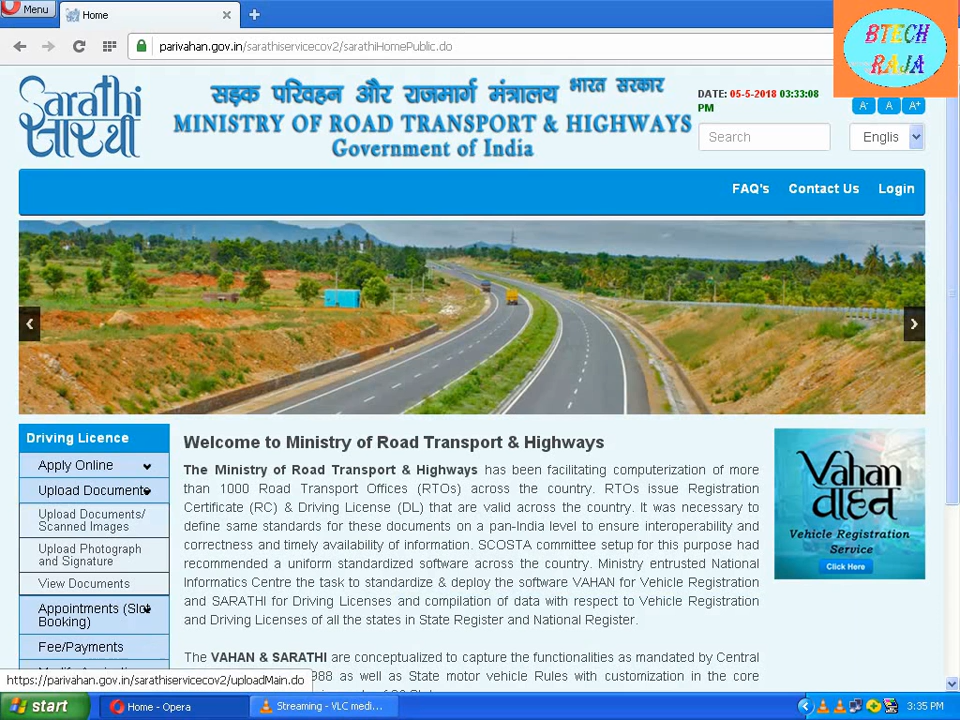 Menu
Home
parivahan.gov.in/sarathiservicecov2/sarathiHomePublic.do
BTECH
RAJA
Sarathi
सारथी
सड़क परिवहन और राजमार्ग मंत्रालय भारत सरकार
MINISTRY OF ROAD TRANSPORT & HIGHWAYS
Government of India
DATE: 05-5-2018 03:33:08
PM
A- A A+
Search
Englis
FAQ's Contact Us Login
Driving Licence
Apply Online
Upload Documents
Upload Documents/
Scanned Images
Upload Photograph
and Signature
View Documents
Appointments (Slot
Booking)
Fee/Payments
Welcome to Ministry of Road Transport & Highways
The Ministry of Road Transport & Highways has been facilitating computerization of more
than 1000 Road Transport Offices (RTOs) across the country. RTOs issue Registration
Certificate (RC) & Driving License (DL) that are valid across the country. It was necessary to
define same standards for these documents on a pan-India level to ensure interoperability and
correctness and timely availability of information. SCOSTA committee setup for this purpose had
recommended a uniform standardized software across the country. Ministry entrusted National
Informatics Centre the task to standardize & deploy the software VAHAN for Vehicle Registration
and SARATHI for Driving Licenses and compilation of data with respect to Vehicle Registration
and Driving Licenses of all the states in State Register and National Register.
The VAHAN & SARATHI are conceptualized to capture the functionalities as mandated by Central
988 as well as State motor vehicle Rules with customization in the core
Vahan
वाहन
Vehicle Registration
Service
Click Here
https://parivahan.gov.in/sarathiservicecov2/uploadMain.do
start
Home - Opera
Streaming - VLC medi...
3:35 PM